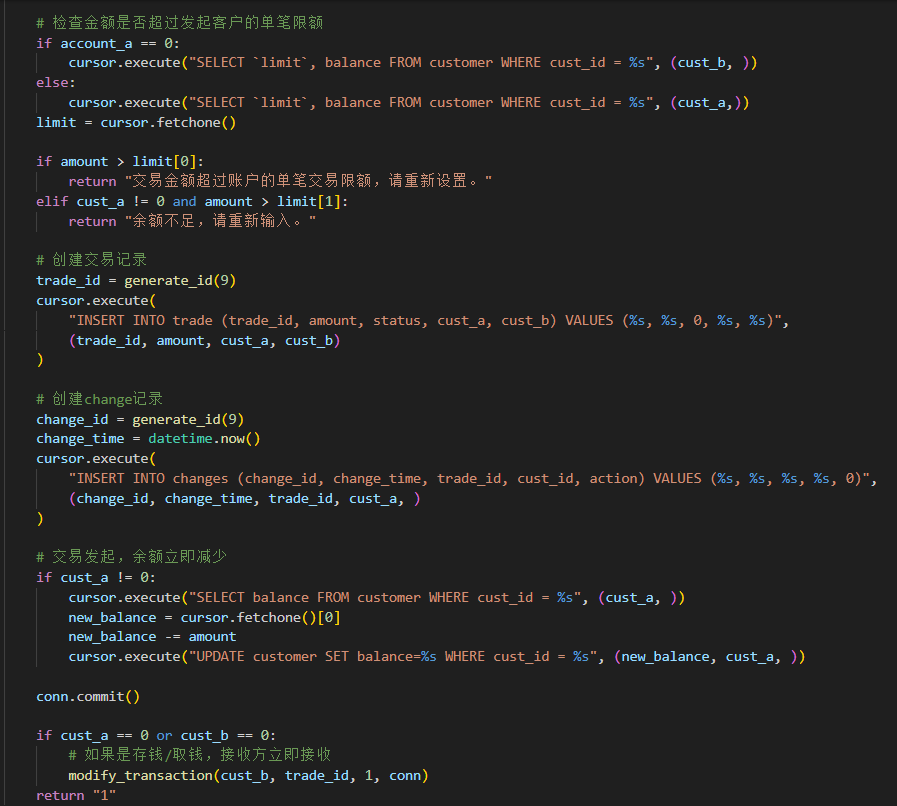 # 检查金额是否超过发起客户的单笔限额
if account_a == 0:
    cursor.execute("SELECT `limit`, balance FROM customer WHERE cust_id = %s", (cust_b, ))
else:
    cursor.execute("SELECT `limit`, balance FROM customer WHERE cust_id = %s", (cust_a,))
limit = cursor.fetchone()

if amount > limit[0]:
    return "交易金额超过账户的单笔交易限额，请重新设置。"
elif cust_a != 0 and amount > limit[1]:
    return "余额不足，请重新输入。"

# 创建交易记录
trade_id = generate_id(9)
cursor.execute(
    "INSERT INTO trade (trade_id, amount, status, cust_a, cust_b) VALUES (%s, %s, 0, %s, %s)",
    (trade_id, amount, cust_a, cust_b)
)

# 创建change记录
change_id = generate_id(9)
change_time = datetime.now()
cursor.execute(
    "INSERT INTO changes (change_id, change_time, trade_id, cust_id, action) VALUES (%s, %s, %s, %s, 0)",
    (change_id, change_time, trade_id, cust_a, )
)

# 交易发起，余额立即减少
if cust_a != 0:
    cursor.execute("SELECT balance FROM customer WHERE cust_id = %s", (cust_a, ))
    new_balance = cursor.fetchone()[0]
    new_balance -= amount
    cursor.execute("UPDATE customer SET balance=%s WHERE cust_id = %s", (new_balance, cust_a, ))

conn.commit()

if cust_a == 0 or cust_b == 0:
    # 如果是存钱/取钱，接收方立即接收
    modify_transaction(cust_b, trade_id, 1, conn)
return "1"